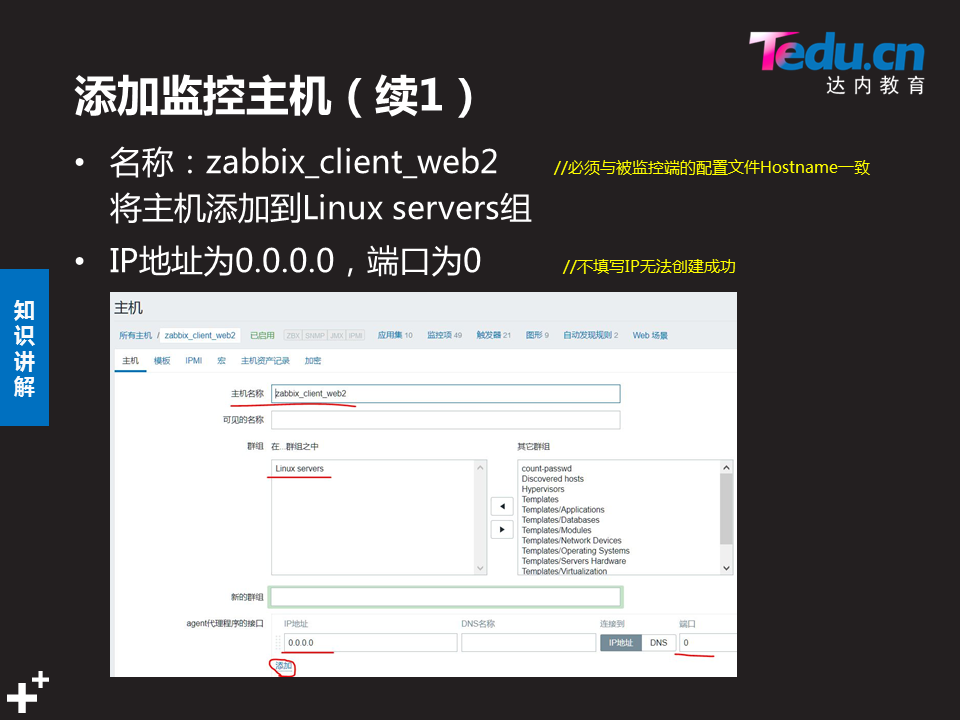 Tedu.cn
达内教育
添加监控主机（续1）
• 名称：zabbix_client_web2 //必须与被监控端的配置文件Hostname一致
将主机添加到Linux servers组
• IP地址为0.0.0.0，端口为0 //不填写IP无法创建成功
知识讲解
主机
所有主机 / zabbix_client_web2 已启用 ZBX SNMP JMX IPMI 应用集 10 监控项 49 触发器 21 图形 9 自动发现规则 2 Web 场景
主机 模板 IPMI 宏 主机资产记录 加密
主机名称 zabbix_client_web2
可见的名称
群组 在...群组之中 其它群组
Linux servers count-passwd
Discovered hosts
Hypervisors
Templates
Templates/Applications
Templates/Databases
Templates/Modules
Templates/Network Devices
Templates/Operating Systems
Templates/Servers Hardware
Templates/Virtualization
新的群组
agent代理程序的接口 IP地址 DNS名称 连接到 端口
0.0.0.0 IP地址 DNS 0
添加